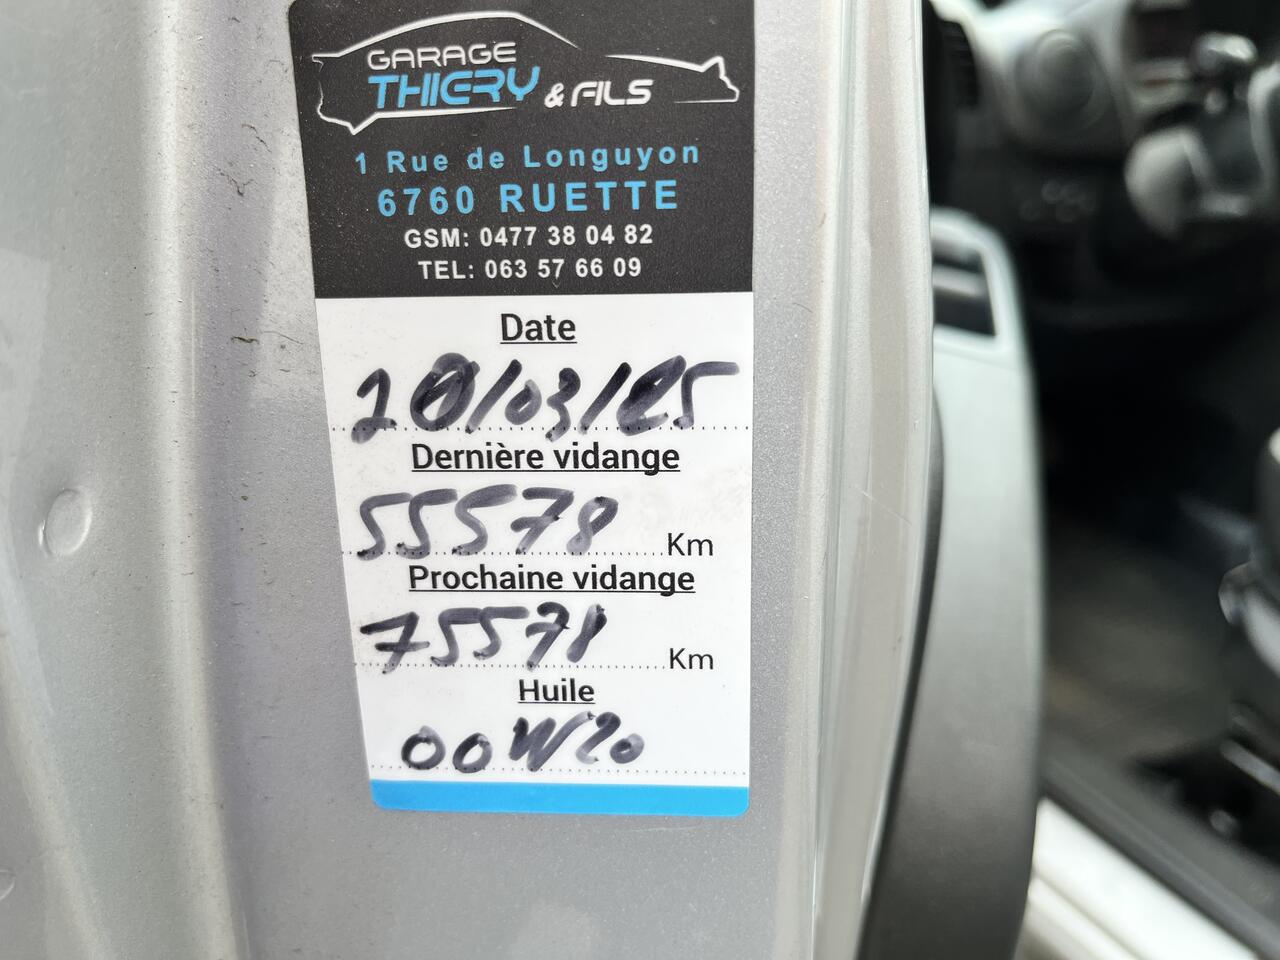 GARAGE
THIERY & FILS
1 Rue de Longuyon
6760 RUETTE
GSM: 0477 38 04 82
TEL: 063 57 66 09
Date
20/03/25
Dernière vidange
55578 Km
Prochaine vidange
75578 Km
Huile
00W20